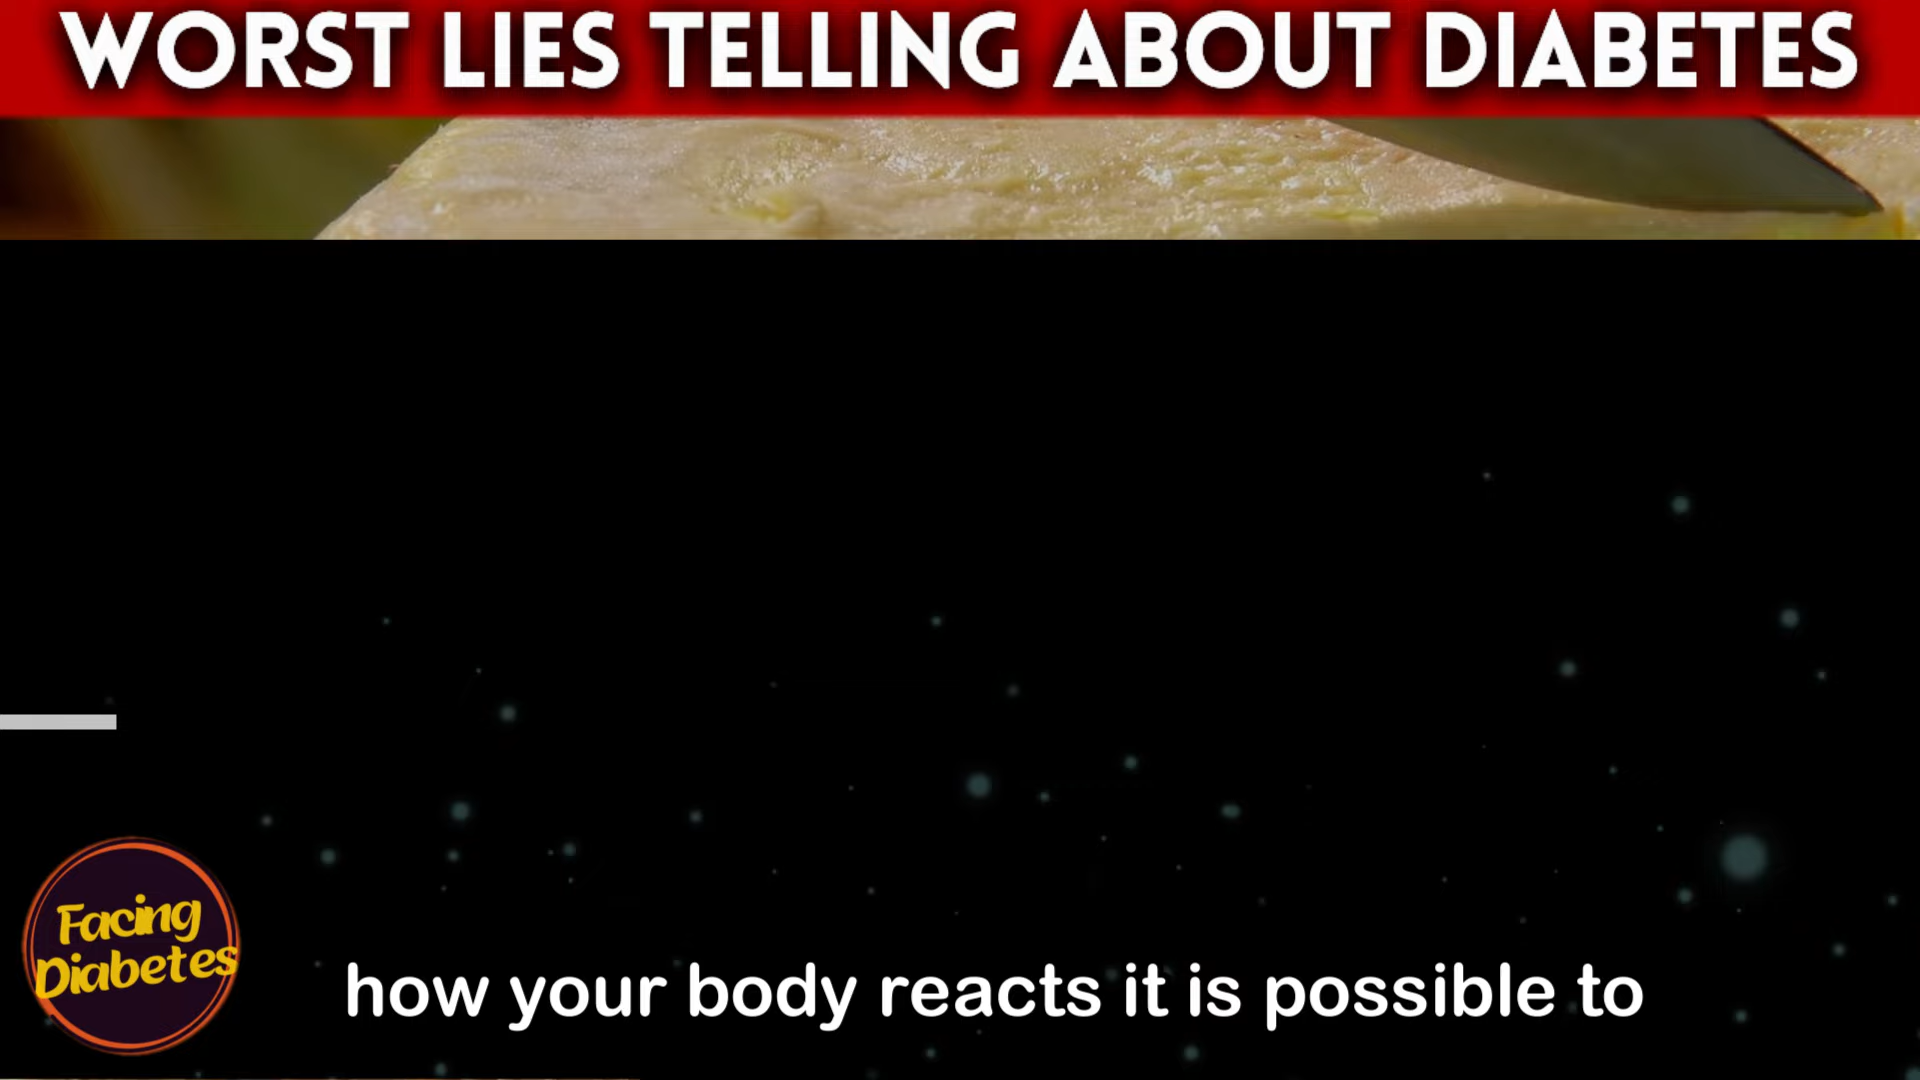 WORST LIES TELLING ABOUT DIABETES
Facing
Diabetes
how your body reacts it is possible to